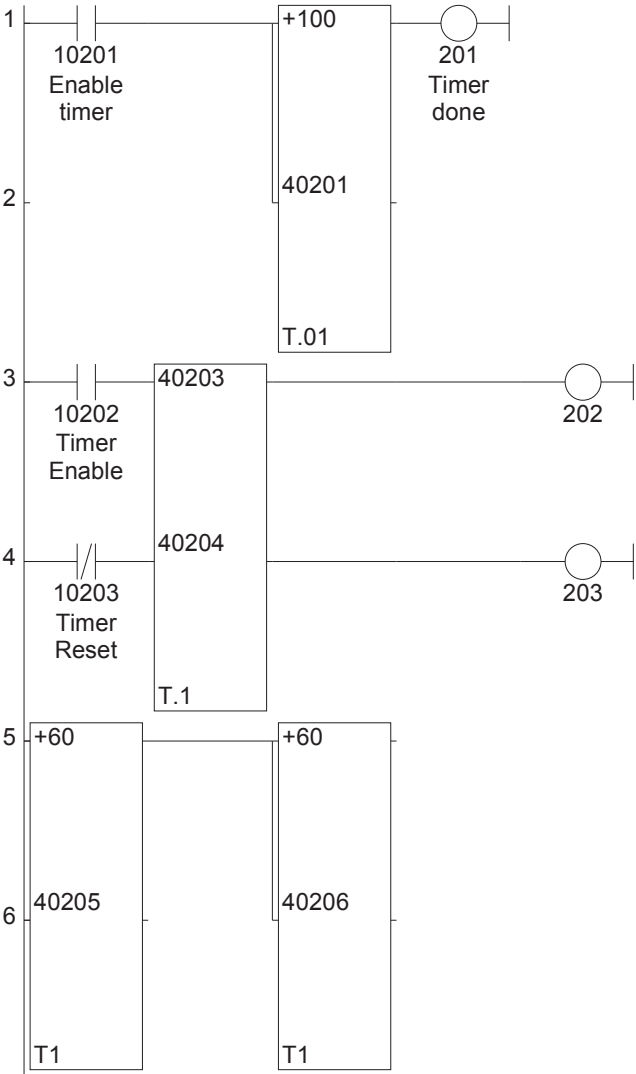 1
+100
10201
Enable
timer
201
Timer
done
2
40201
T.01
3
40203
10202
Timer
Enable
202
4
40204
10203
Timer
Reset
203
T.1
5
+60
+60
6
40205
40206
T1
T1